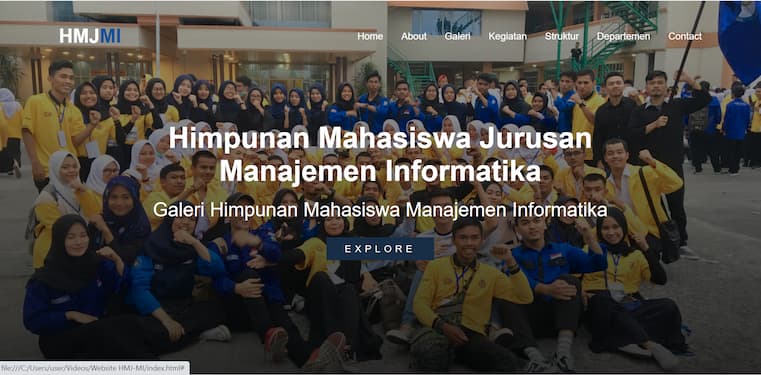 HMJMI
Home About Galeri Kegiatan Struktur Departemen Contact
Himpunan Mahasiswa Jurusan
Manajemen Informatika
Galeri Himpunan Mahasiswa Manajemen Informatika
EXPLORE
file:///C:/Users/user/Videos/Website HMJ-MI/index.html#